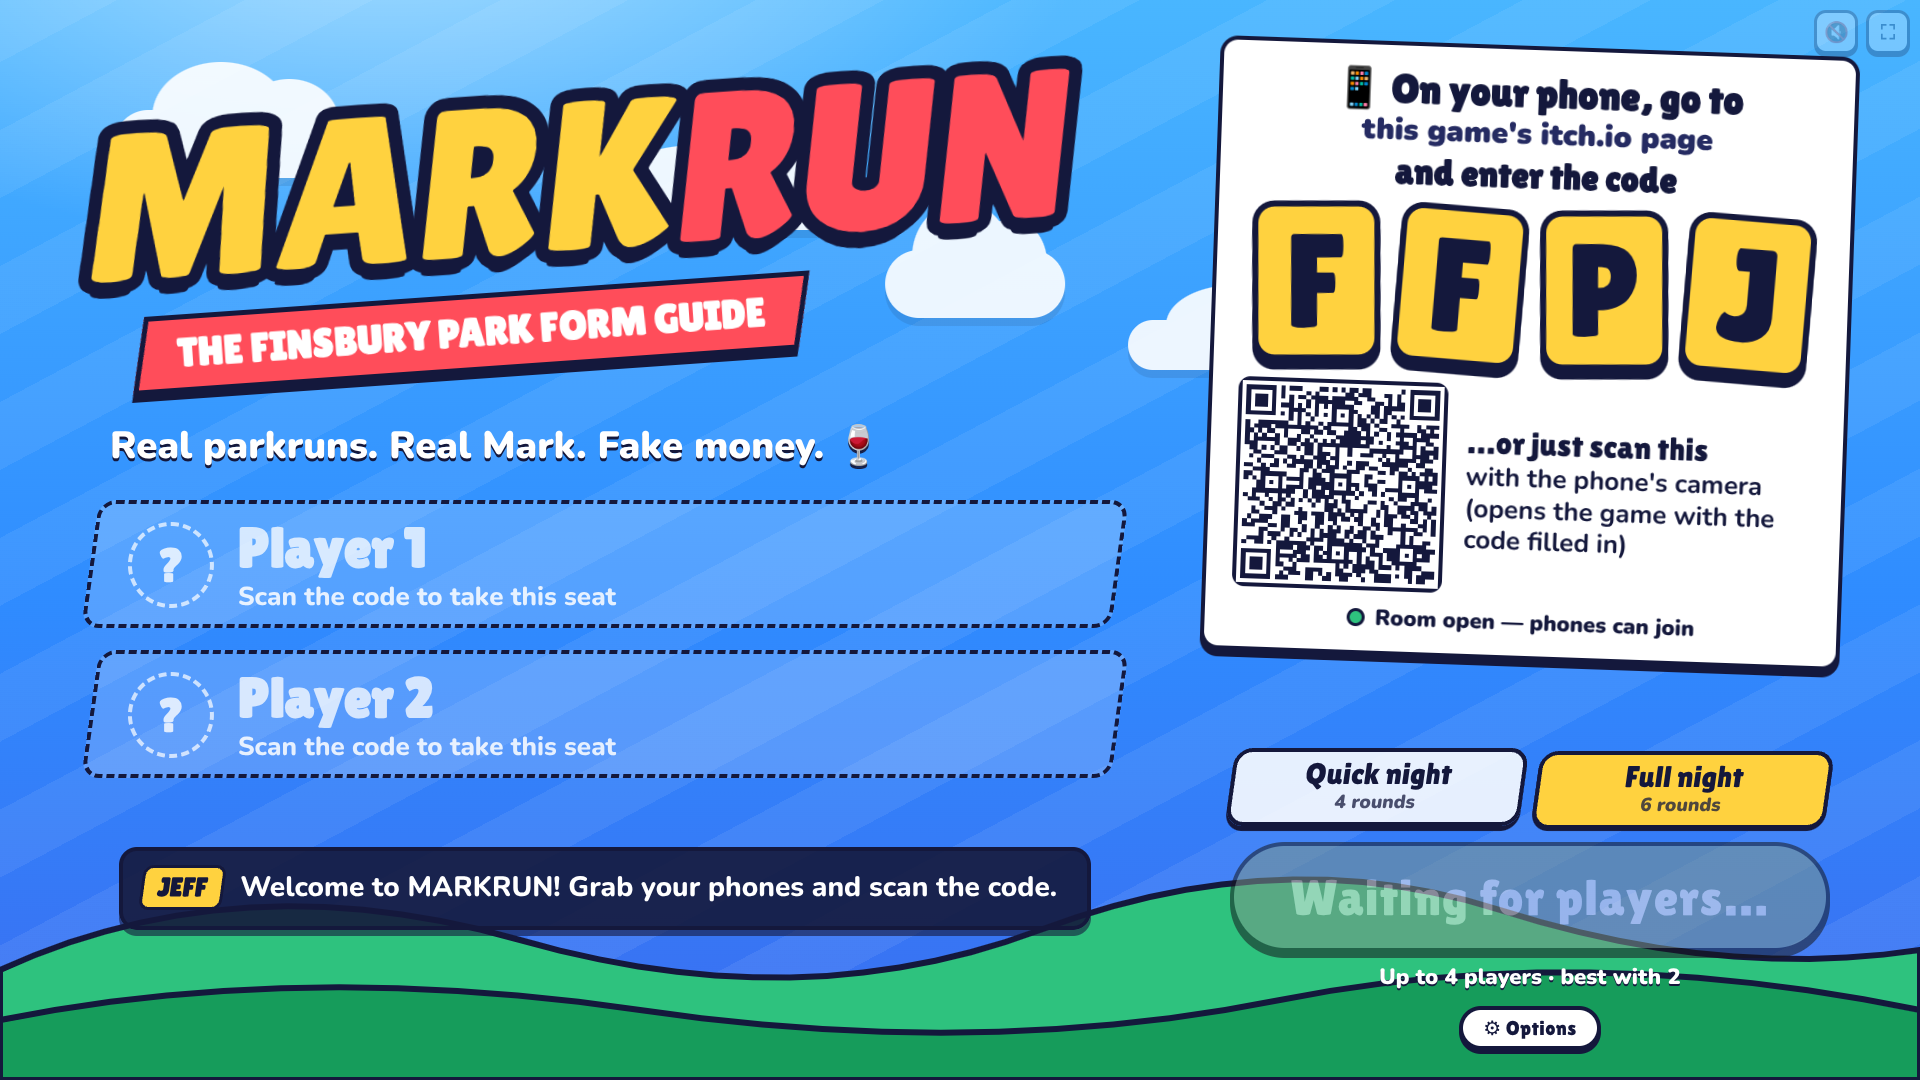 MARKRUN
THE FINSBURY PARK FORM GUIDE
Real parkruns. Real Mark. Fake money.
?
Player 1
Scan the code to take this seat
?
Player 2
Scan the code to take this seat
JEFF
Welcome to MARKRUN! Grab your phones and scan the code.
On your phone, go to
this game's itch.io page
and enter the code
F F P J
...or just scan this
with the phone's camera
(opens the game with the
code filled in)
Room open — phones can join
Quick night
4 rounds
Full night
6 rounds
Waiting for players...
Up to 4 players · best with 2
⚙ Options